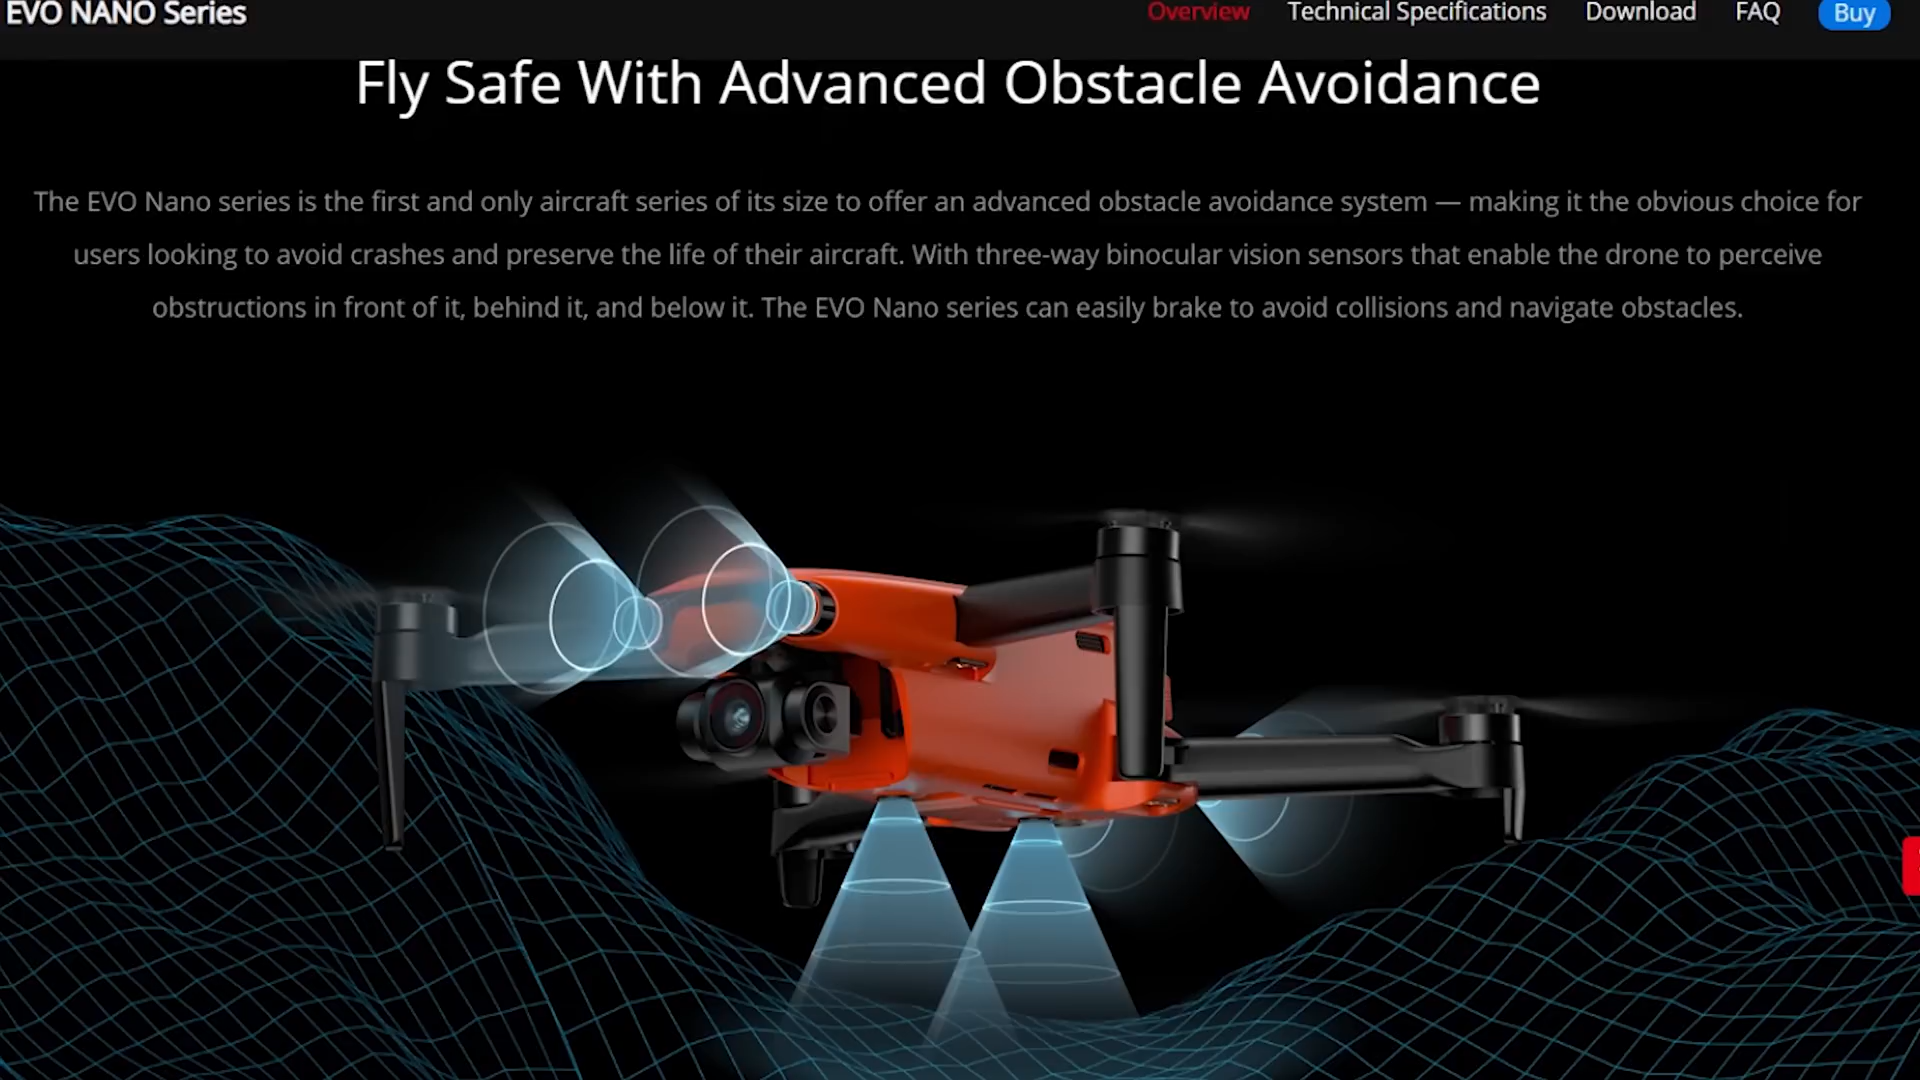 EVO NANO Series
Overview
Technical Specifications
Download
FAQ
Buy
Fly Safe With Advanced Obstacle Avoidance
The EVO Nano series is the first and only aircraft series of its size to offer an advanced obstacle avoidance system — making it the obvious choice for
users looking to avoid crashes and preserve the life of their aircraft. With three-way binocular vision sensors that enable the drone to perceive
obstructions in front of it, behind it, and below it. The EVO Nano series can easily brake to avoid collisions and navigate obstacles.